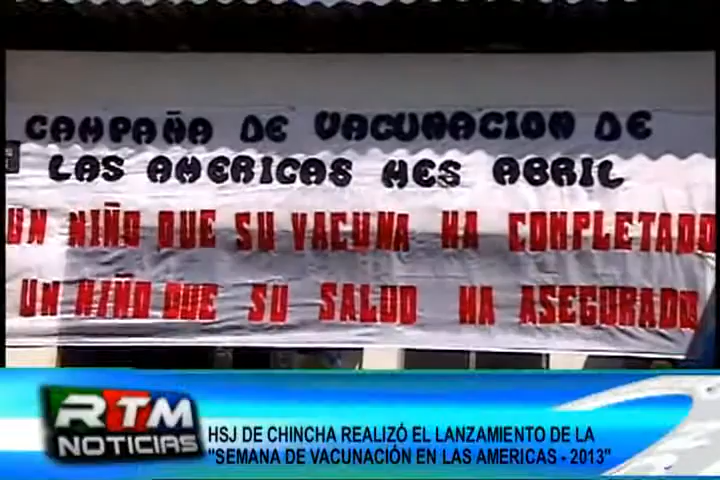 CAMPAÑA DE VACUNACION DE
LAS AMERICAS MES ABRIL
UN NIÑO QUE SU VACUNA HA COMPLETADO
UN NIÑO QUE SU SALUD HA ASEGURADO
RTM
NOTICIAS
HSJ DE CHINCHA REALIZÓ EL LANZAMIENTO DE LA
"SEMANA DE VACUNACIÓN EN LAS AMERICAS - 2013"